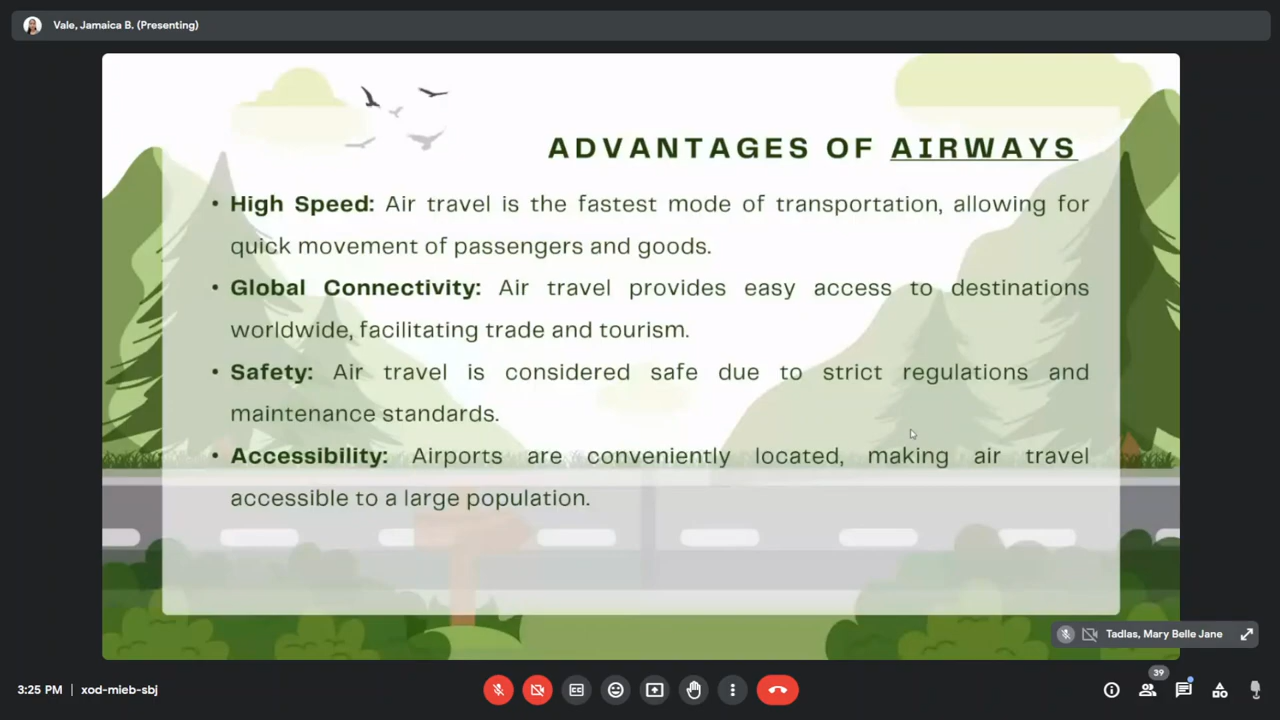 Vale, Jamaica B. (Presenting)
ADVANTAGES OF AIRWAYS
• High Speed: Air travel is the fastest mode of transportation, allowing for
quick movement of passengers and goods.
• Global Connectivity: Air travel provides easy access to destinations
worldwide, facilitating trade and tourism.
• Safety: Air travel is considered safe due to strict regulations and
maintenance standards.
• Accessibility: Airports are conveniently located, making air travel
accessible to a large population.
Tadlas, Mary Belle Jane
3:25 PM | xod-mieb-sbj
CC
39